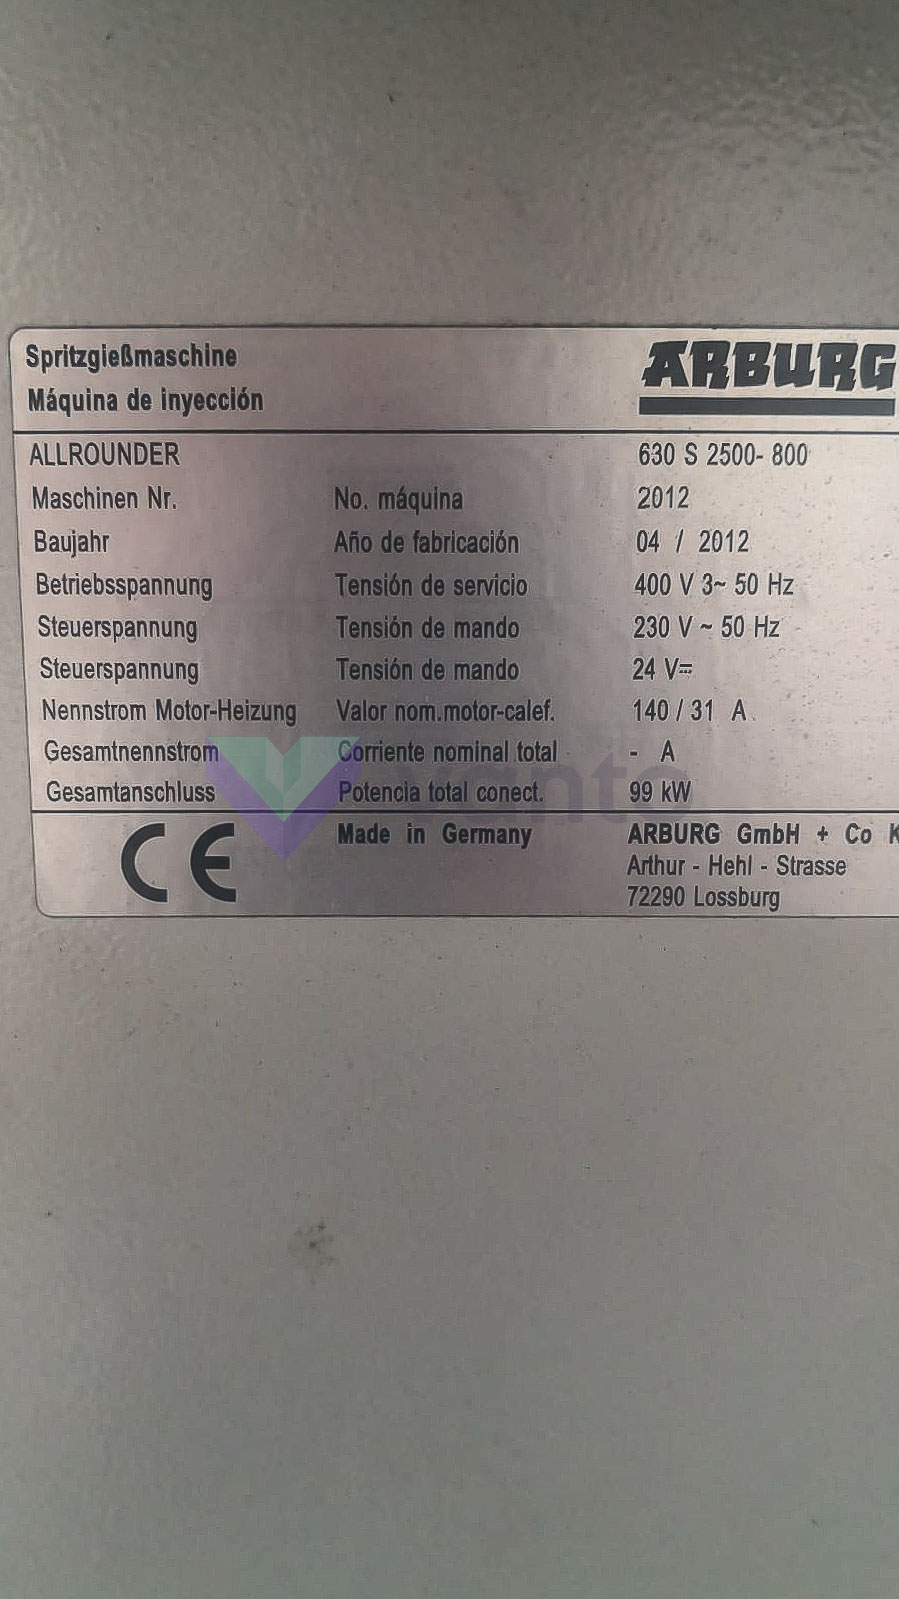 Spritzgießmaschine
Máquina de inyección
ARBURG
ALLROUNDER 630 S 2500- 800
Maschinen Nr. No. máquina 2012
Baujahr Año de fabricación 04 / 2012
Betriebsspannung Tensión de servicio 400 V 3~ 50 Hz
Steuerspannung Tensión de mando 230 V ~ 50 Hz
Steuerspannung Tensión de mando 24 V⎓
Nennstrom Motor-Heizung Valor nom.motor-calef. 140 / 31 A
Gesamtnennstrom Corriente nominal total - A
Gesamtanschluss Potencia total conect. 99 kW
vanto
CE Made in Germany ARBURG GmbH + Co K
Arthur - Hehl - Strasse
72290 Lossburg